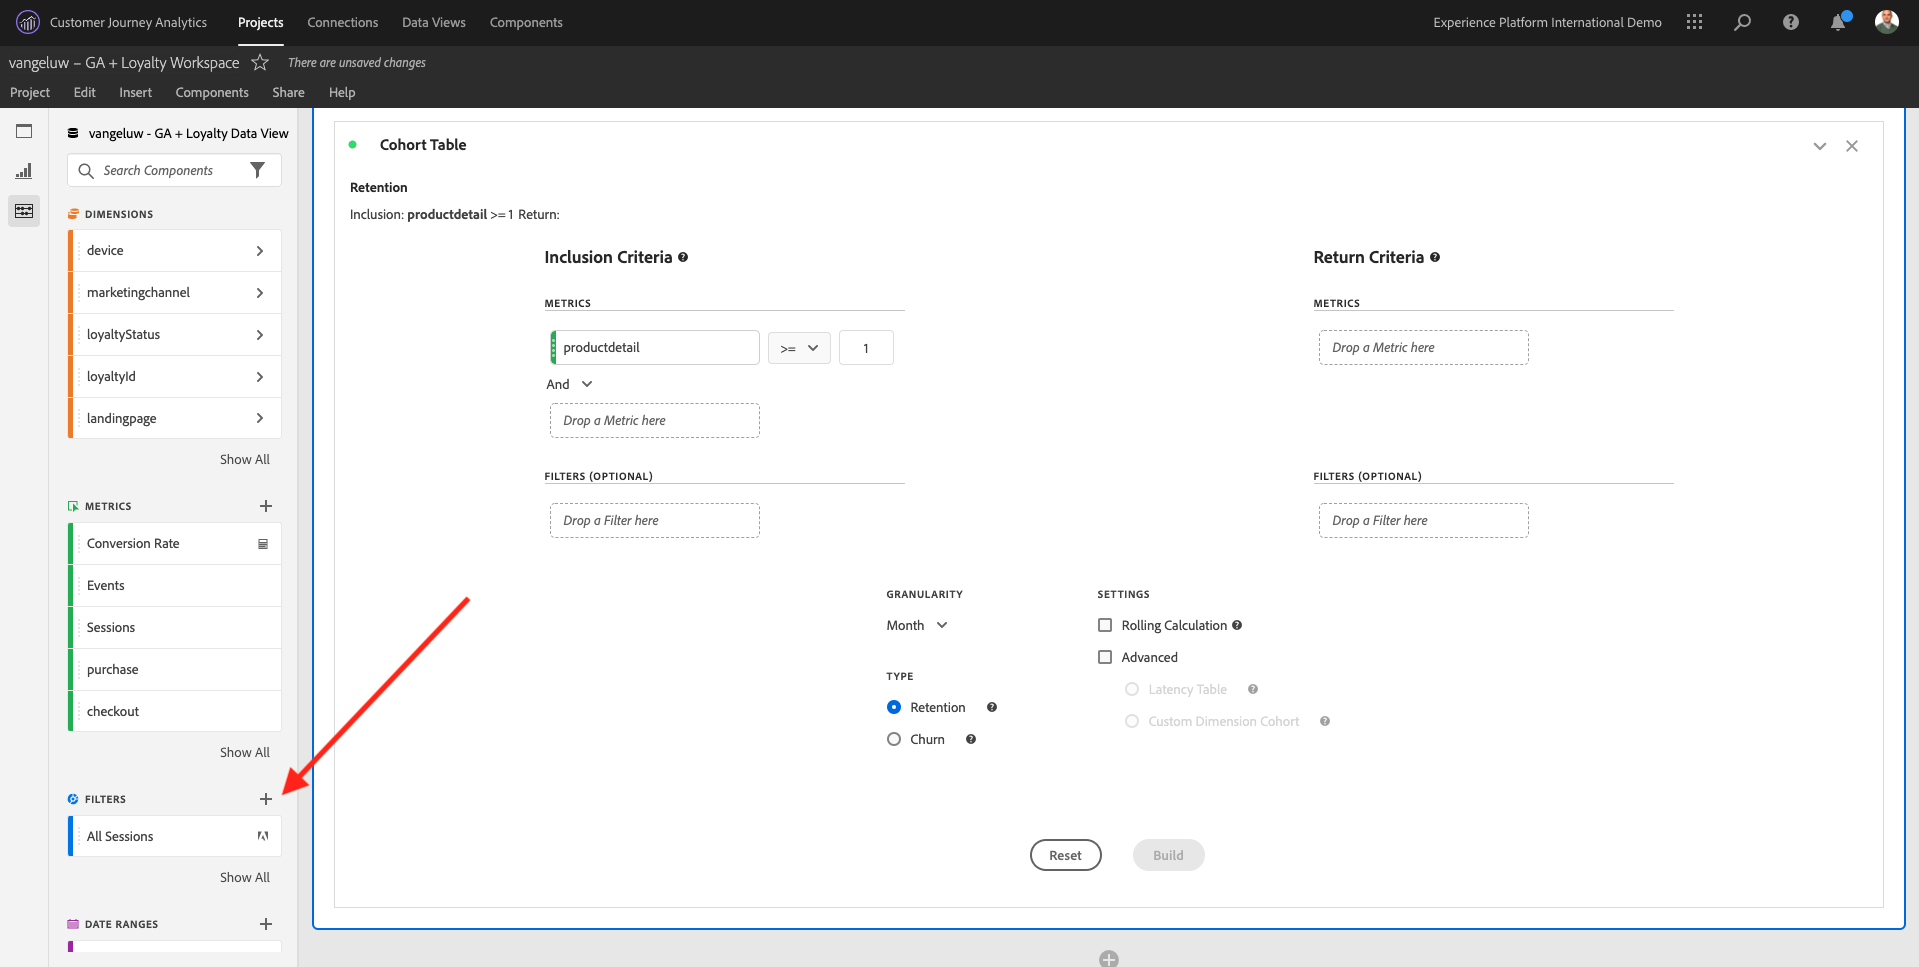 Customer Journey Analytics Projects Connections Data Views Components Experience Platform International Demo
vangeluw – GA + Loyalty Workspace There are unsaved changes
Project Edit Insert Components Share Help
vangeluw - GA + Loyalty Data View
Search Components
DIMENSIONS
device
marketingchannel
loyaltyStatus
loyaltyId
landingpage
Show All
METRICS
Conversion Rate
Events
Sessions
purchase
checkout
Show All
FILTERS
All Sessions
Show All
DATE RANGES
Cohort Table
Retention
Inclusion: productdetail >= 1 Return:
Inclusion Criteria
METRICS
productdetail >= 1
And
Drop a Metric here
FILTERS (OPTIONAL)
Drop a Filter here
Return Criteria
METRICS
Drop a Metric here
FILTERS (OPTIONAL)
Drop a Filter here
GRANULARITY
Month
TYPE
Retention
Churn
SETTINGS
Rolling Calculation
Advanced
Latency Table
Custom Dimension Cohort
Reset Build